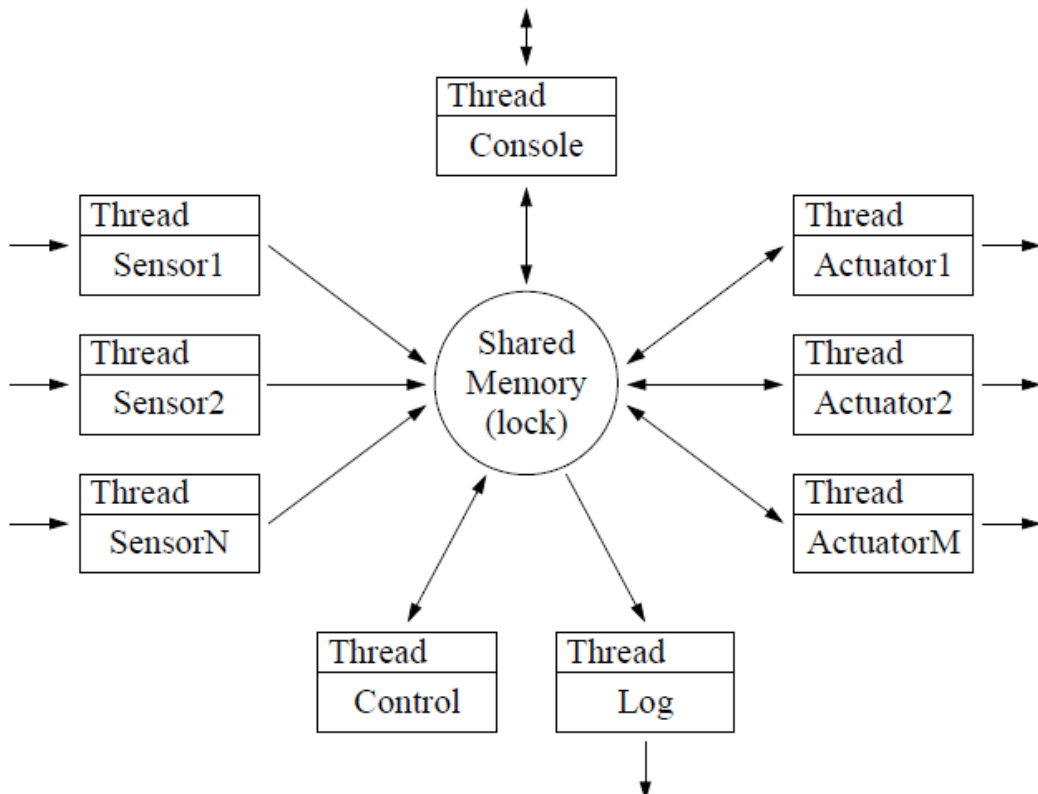 Thread
Console
Thread
Sensor1
Thread
Actuator1
Shared
Memory
(lock)
Thread
Sensor2
Thread
Actuator2
Thread
SensorN
Thread
ActuatorM
Thread
Control
Thread
Log